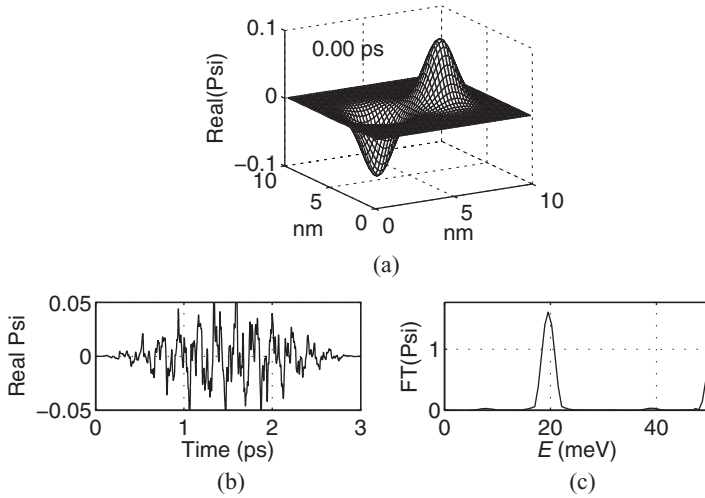 0.1
0.00 ps
Real(Psi)
0
−0.1
10
5
0
nm
0
5
10
nm
(a)
0.05
Real Psi
0
−0.05
0
1
2
3
Time (ps)
(b)
FT(Psi)
1
0
0
20
40
E (meV)
(c)